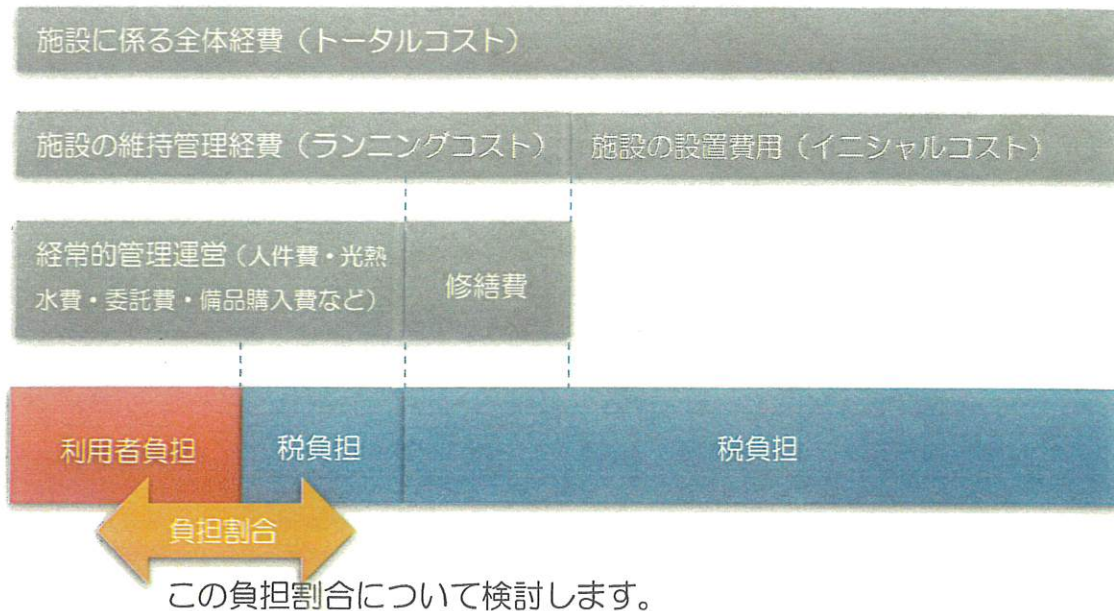 施設に係る全体経費（トータルコスト）
施設の維持管理経費（ランニングコスト）
施設の設置費用（イニシャルコスト）
経常的管理運営（人件費・光熱
水費・委託費・備品購入費など）
修繕費
利用者負担
税負担
税負担
負担割合
この負担割合について検討します。